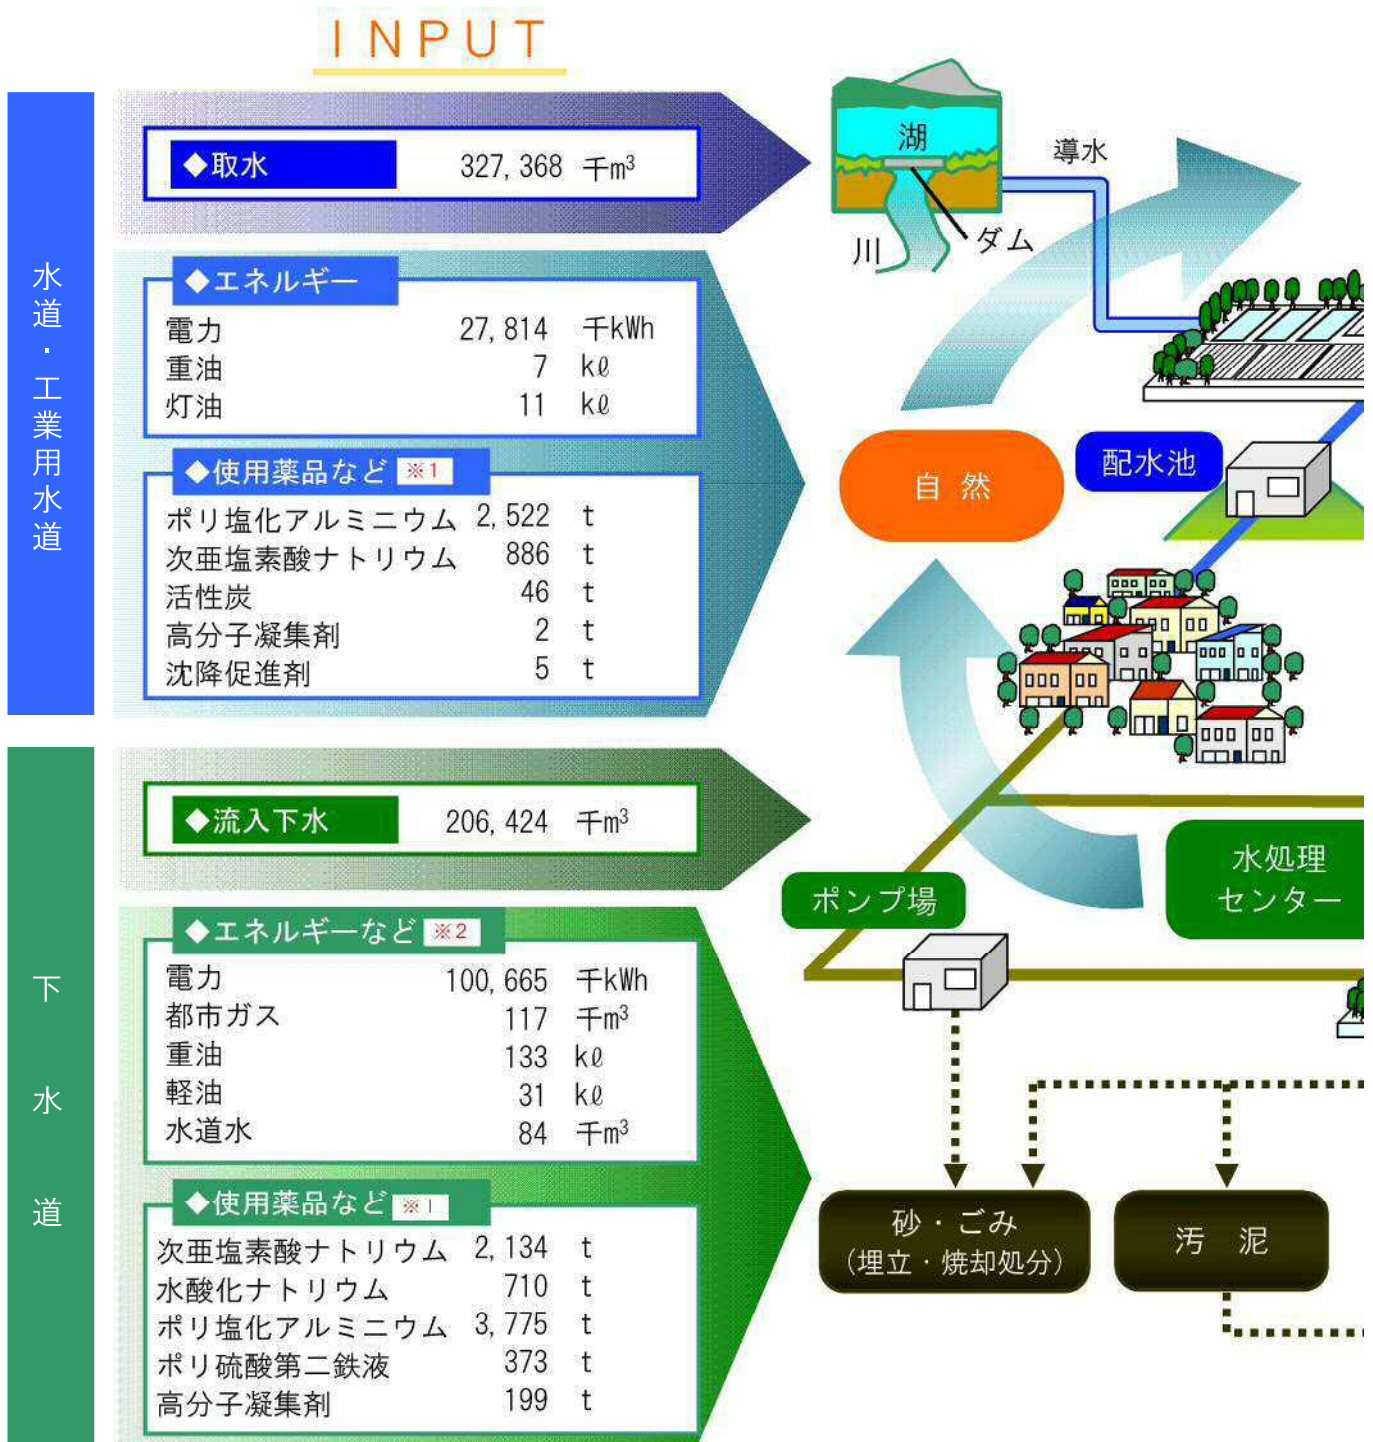 INPUT
水道・工業用水道
◆取水 327,368 千m³
◆エネルギー
電力 27,814 千kWh
重油 7 kℓ
灯油 11 kℓ
◆使用薬品など ※1
ポリ塩化アルミニウム 2,522 t
次亜塩素酸ナトリウム 886 t
活性炭 46 t
高分子凝集剤 2 t
沈降促進剤 5 t
下水道
◆流入下水 206,424 千m³
◆エネルギーなど ※2
電力 100,665 千kWh
都市ガス 117 千m³
重油 133 kℓ
軽油 31 kℓ
水道水 84 千m³
◆使用薬品など ※1
次亜塩素酸ナトリウム 2,134 t
水酸化ナトリウム 710 t
ポリ塩化アルミニウム 3,775 t
ポリ硫酸第二鉄液 373 t
高分子凝集剤 199 t
湖
導水
川
ダム
自然
配水池
水処理
センター
ポンプ場
砂・ごみ
(埋立・焼却処分)
汚泥